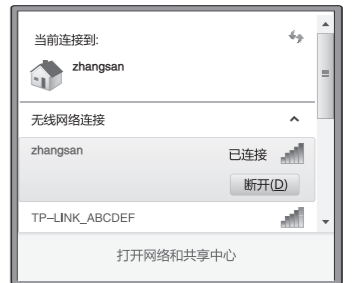 当前连接到:
zhangsan
无线网络连接
zhangsan 已连接
断开(D)
TP–LINK_ABCDEF
打开网络和共享中心